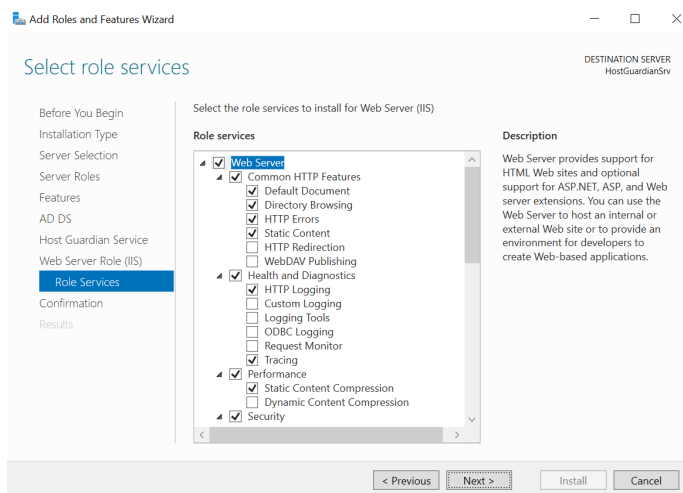 Add Roles and Features Wizard
Select role services
DESTINATION SERVER
HostGuardianSrv
Before You Begin
Installation Type
Server Selection
Server Roles
Features
AD DS
Host Guardian Service
Web Server Role (IIS)
Role Services
Confirmation
Results
Select the role services to install for Web Server (IIS)
Role services
Web Server
Common HTTP Features
Default Document
Directory Browsing
HTTP Errors
Static Content
HTTP Redirection
WebDAV Publishing
Health and Diagnostics
HTTP Logging
Custom Logging
Logging Tools
ODBC Logging
Request Monitor
Tracing
Performance
Static Content Compression
Dynamic Content Compression
Security
Description
Web Server provides support for
HTML Web sites and optional
support for ASP.NET, ASP, and Web
server extensions. You can use the
Web Server to host an internal or
external Web site or to provide an
environment for developers to
create Web-based applications.
< Previous
Next >
Install
Cancel